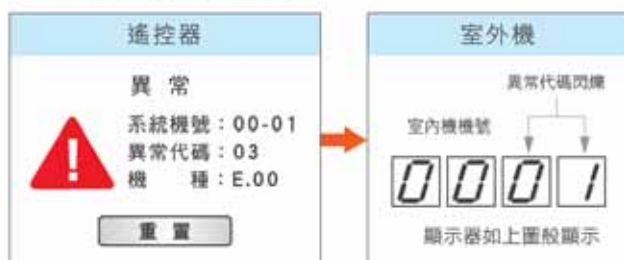 遙控器
異 常
系統機號：00-01
異常代碼：03
機 種：E.00
重 置
室外機
異常代碼閃爍
室內機機號
0001
顯示器如上圖般顯示